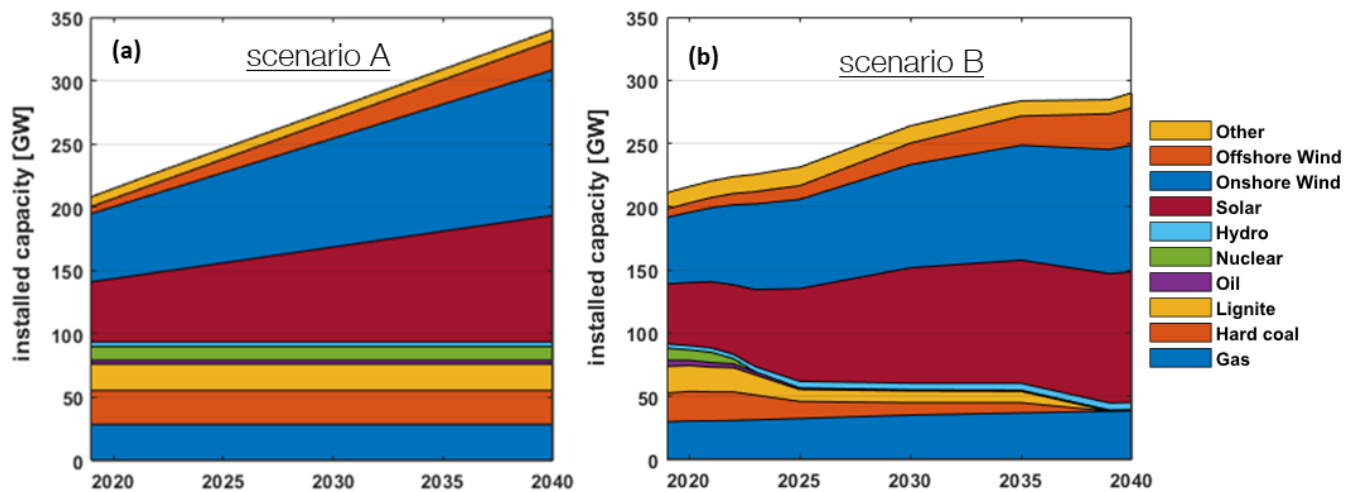 (a)
scenario A
installed capacity [GW]
350
300
250
200
150
100
50
0
2020
2025
2030
2035
2040
(b)
scenario B
installed capacity [GW]
350
300
250
200
150
100
50
0
2020
2025
2030
2035
2040
Other
Offshore Wind
Onshore Wind
Solar
Hydro
Nuclear
Oil
Lignite
Hard coal
Gas